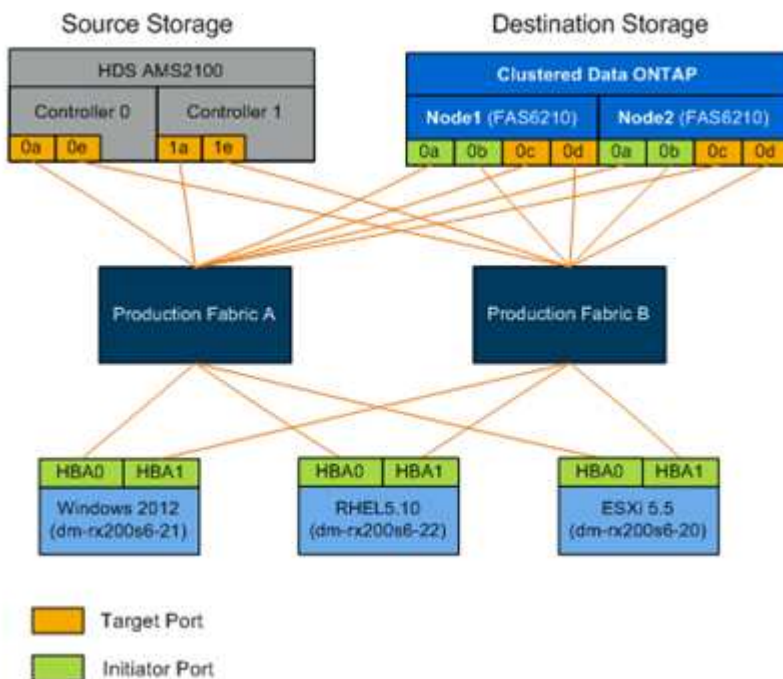 Source Storage
Destination Storage
HDS AMS2100
Controller 0
Controller 1
0a 0e 1a 1e
Clustered Data ONTAP
Node1 (FAS6210)
Node2 (FAS6210)
0a 0b 0c 0d 0a 0b 0c 0d
Production Fabric A
Production Fabric B
HBA0 HBA1
Windows 2012
(dm-rx200s6-21)
HBA0 HBA1
RHEL5.10
(dm-rx200s6-22)
HBA0 HBA1
ESXi 5.5
(dm-rx200s6-20)
Target Port
Initiator Port